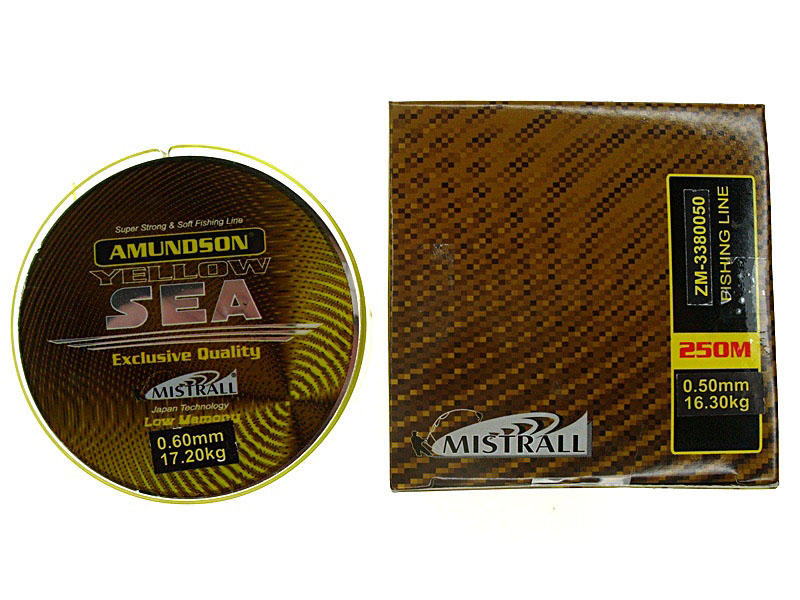 Super Strong & Soft Fishing Line
AMUNDSON
YELLOW
SEA
Exclusive Quality
MISTRALL
Japan Technology
Low Memory
0.60mm
17.20kg
ZM-3380050
FISHING LINE
250M
0.50mm
16.30kg
MISTRALL